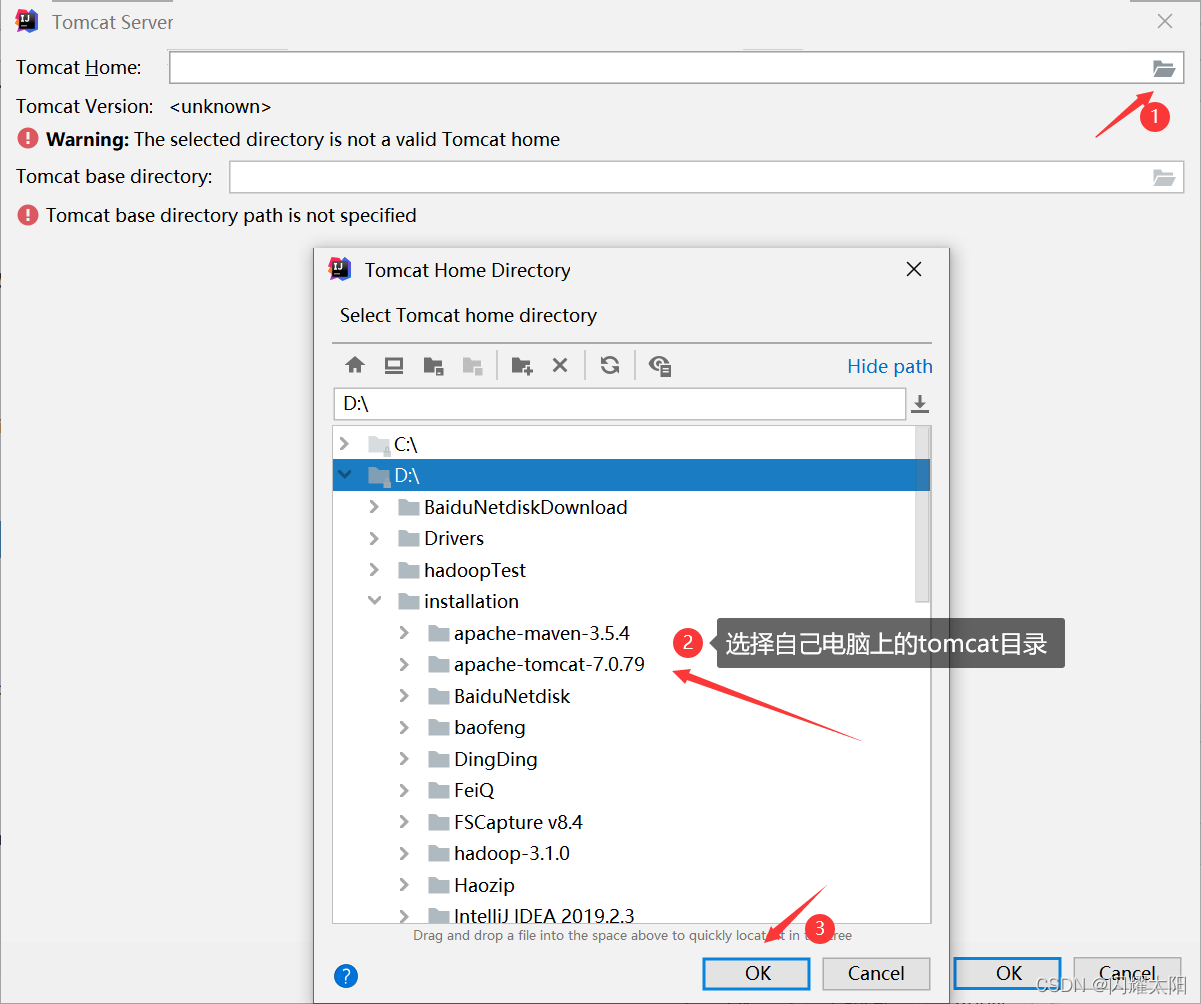 Tomcat Server
Tomcat Home:
1
Tomcat Version: <unknown>
Warning: The selected directory is not a valid Tomcat home
Tomcat base directory:
Tomcat base directory path is not specified
Tomcat Home Directory
Select Tomcat home directory
Hide path
D:\
C:\
D:\
BaiduNetdiskDownload
Drivers
hadoopTest
installation
apache-maven-3.5.4
2 选择自己电脑上的tomcat目录
apache-tomcat-7.0.79
BaiduNetdisk
baofeng
DingDing
FeiQ
FSCapture v8.4
hadoop-3.1.0
Haozip
IntelliJ IDEA 2019.2.3
3
Drag and drop a file into the space above to quickly locate it in the tree
? OK Cancel
OK Cancel
CSDN @闪耀太阳